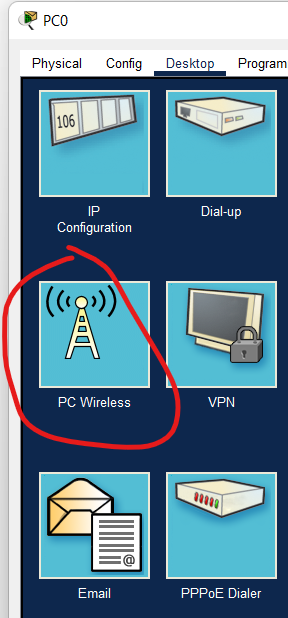 PC0
Physical Config Desktop Program
106
IP
Configuration
Dial-up
PC Wireless
VPN
@
Email
PPPoE Dialer